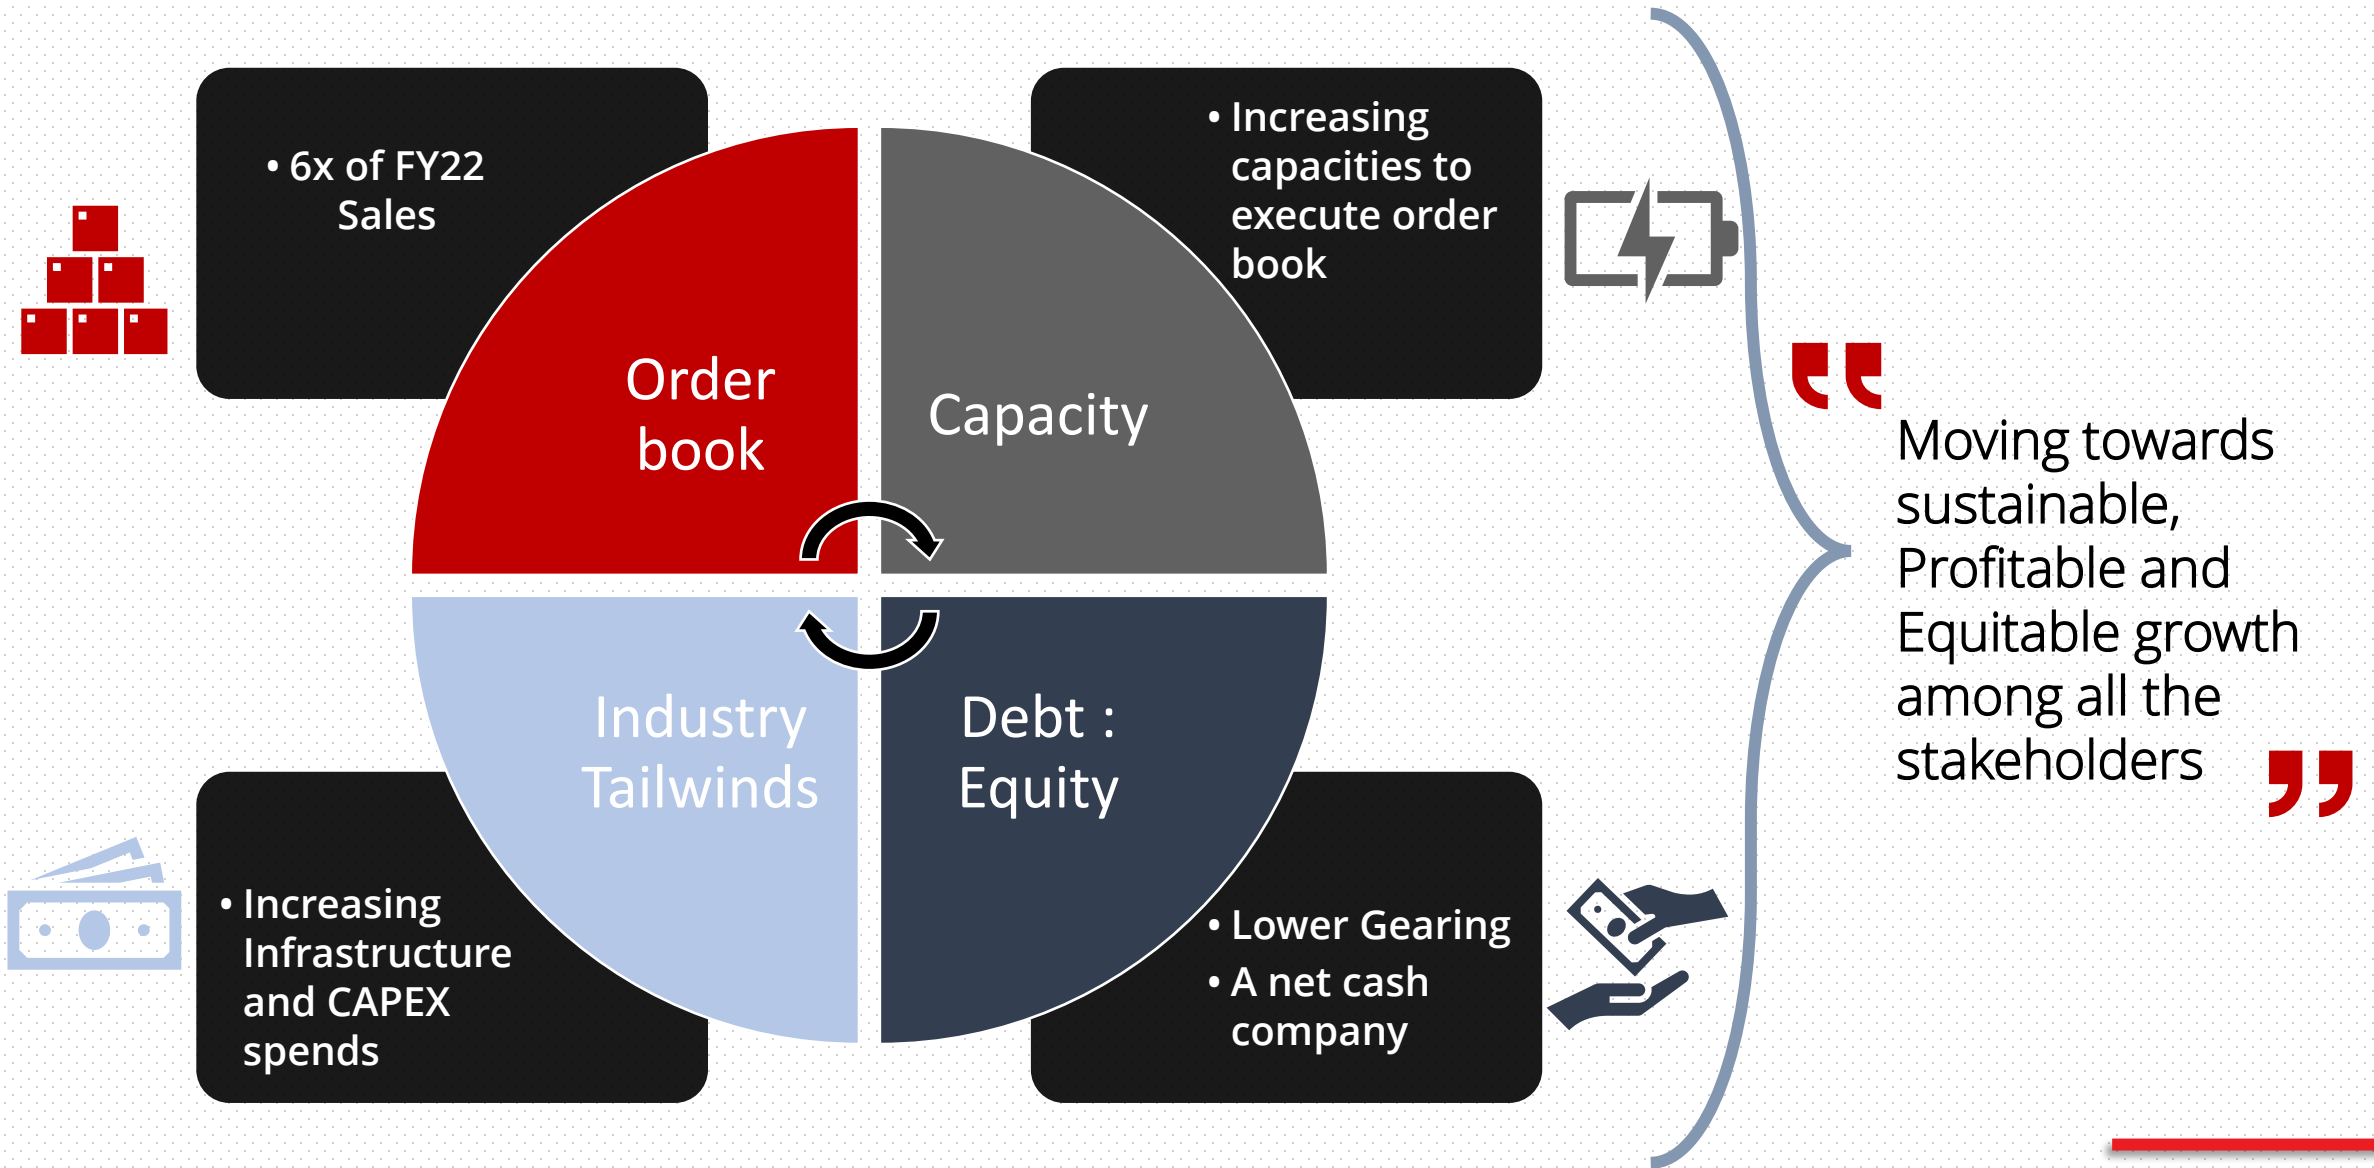 • 6x of FY22
Sales
• Increasing
capacities to
execute order
book
Order
book
Capacity
Industry
Tailwinds
Debt :
Equity
• Increasing
Infrastructure
and CAPEX
spends
• Lower Gearing
• A net cash
company
❝
Moving towards
sustainable,
Profitable and
Equitable growth
among all the
stakeholders
❞